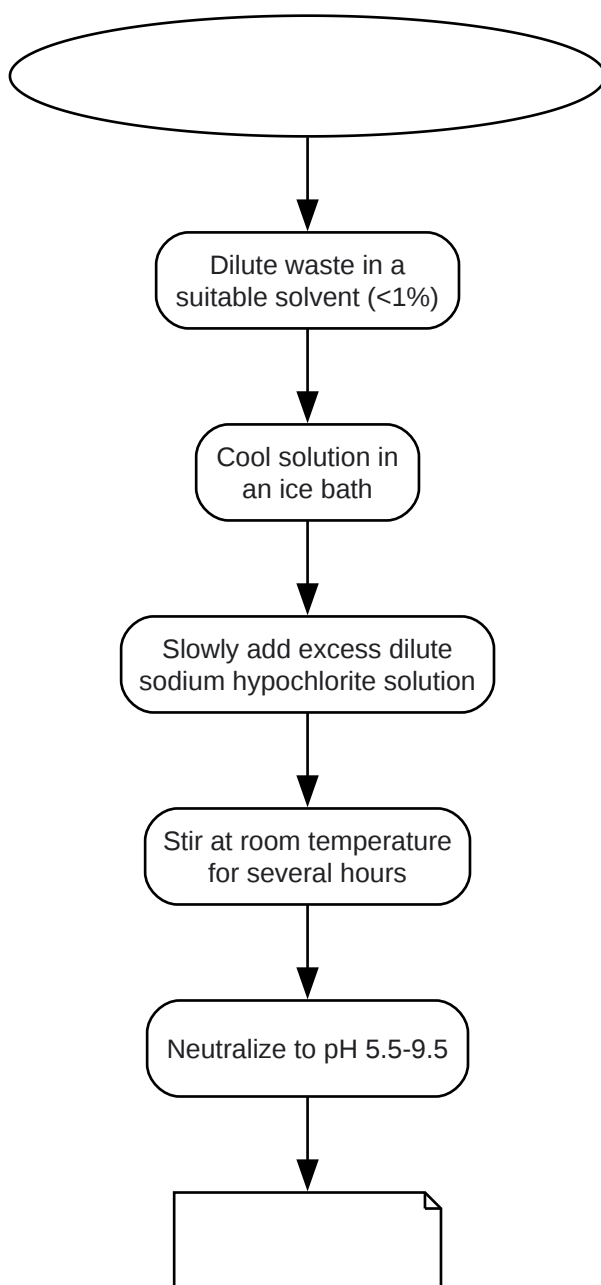 Dilute waste in a
suitable solvent (<1%)
Cool solution in
an ice bath
Slowly add excess dilute
sodium hypochlorite solution
Stir at room temperature
for several hours
Neutralize to pH 5.5-9.5